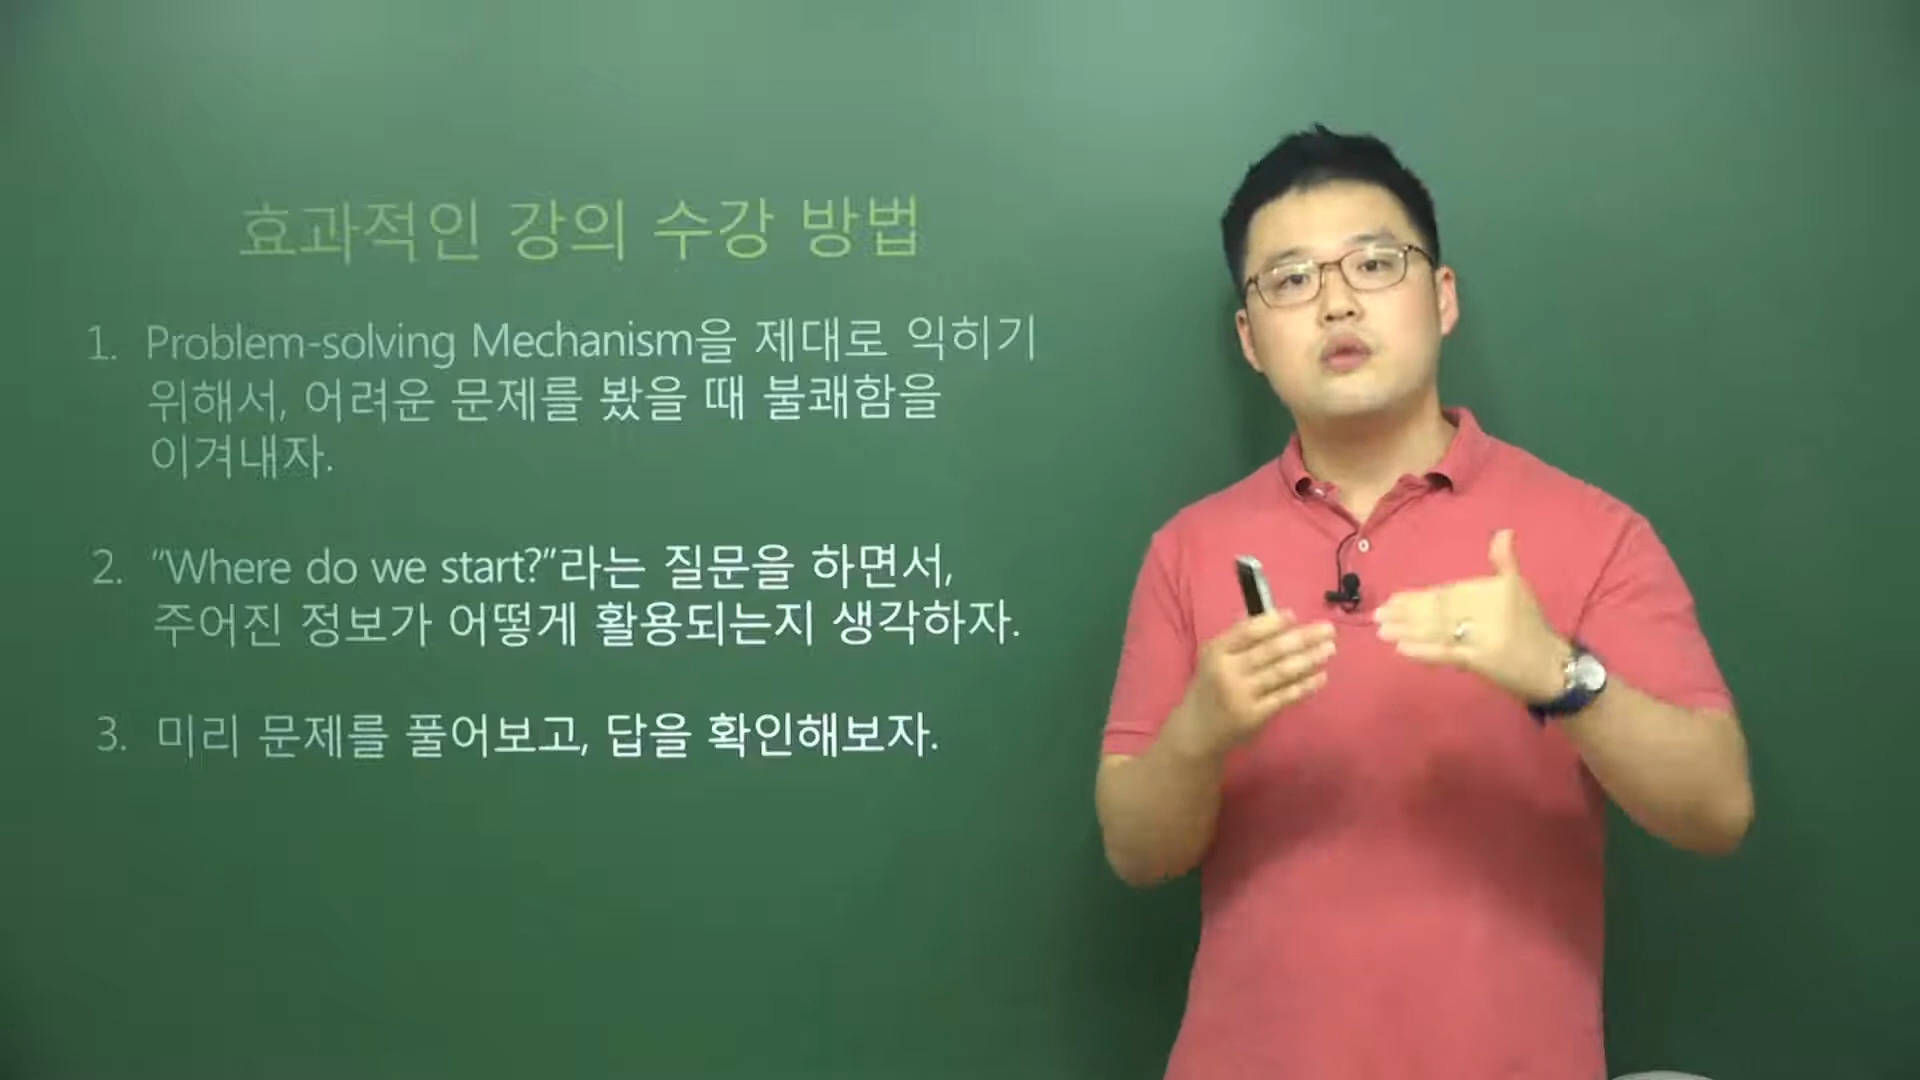 효과적인 강의 수강 방법
1. Problem-solving Mechanism을 제대로 익히기
위해서, 어려운 문제를 봤을 때 불쾌함을
이겨내자.
2. “Where do we start?”라는 질문을 하면서,
주어진 정보가 어떻게 활용되는지 생각하자.
3. 미리 문제를 풀어보고, 답을 확인해보자.